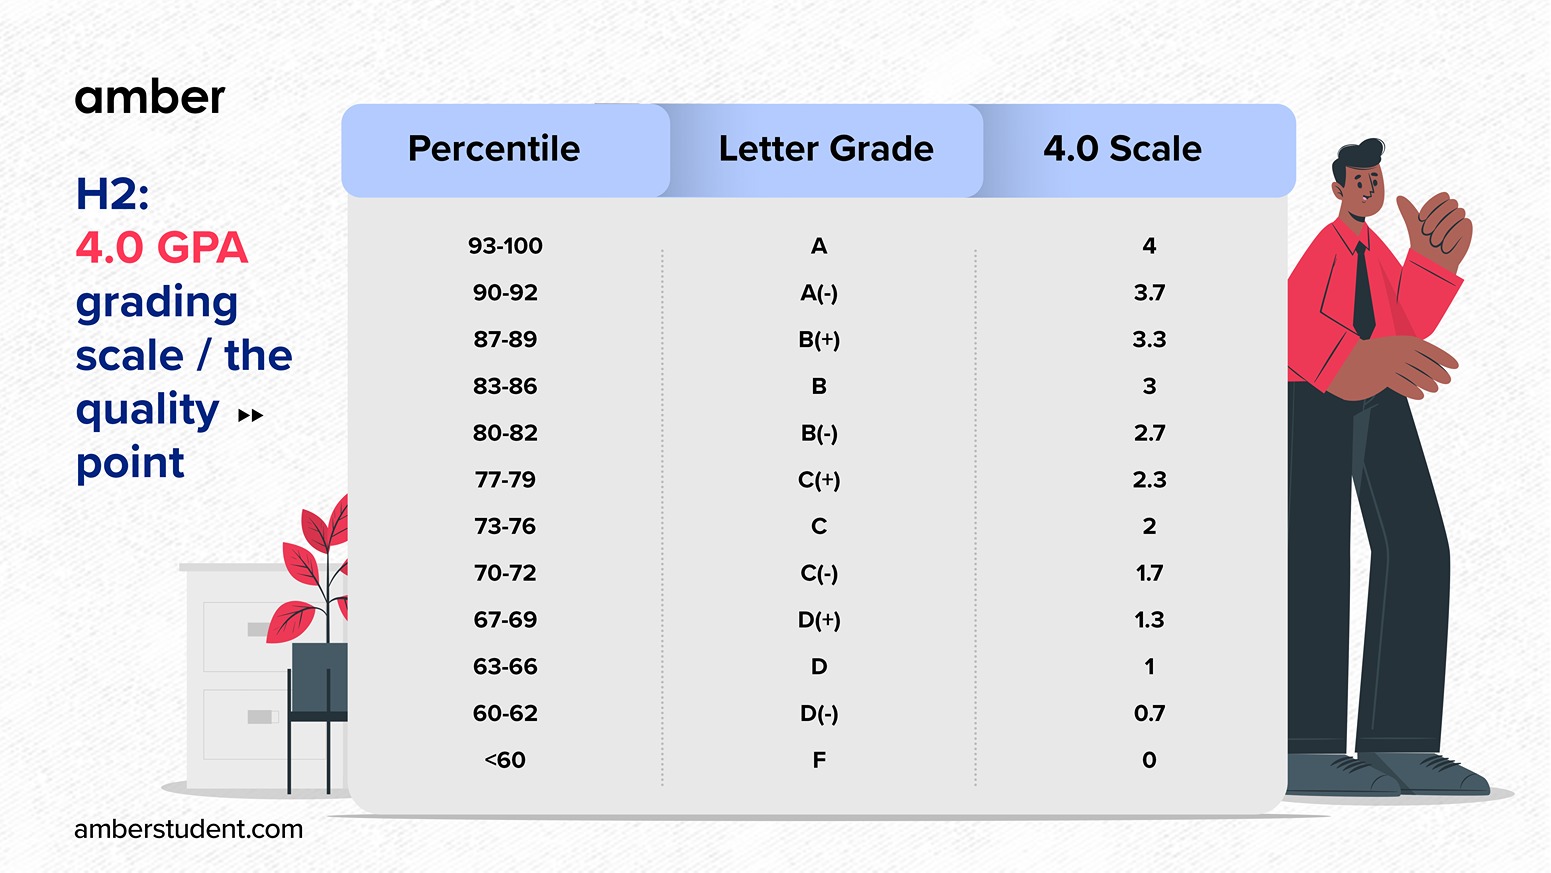 amber
H2:
4.0 GPA
grading
scale / the
quality
point
Percentile Letter Grade 4.0 Scale
93-100 A 4
90-92 A(-) 3.7
87-89 B(+) 3.3
83-86 B 3
80-82 B(-) 2.7
77-79 C(+) 2.3
73-76 C 2
70-72 C(-) 1.7
67-69 D(+) 1.3
63-66 D 1
60-62 D(-) 0.7
<60 F 0
amberstudent.com